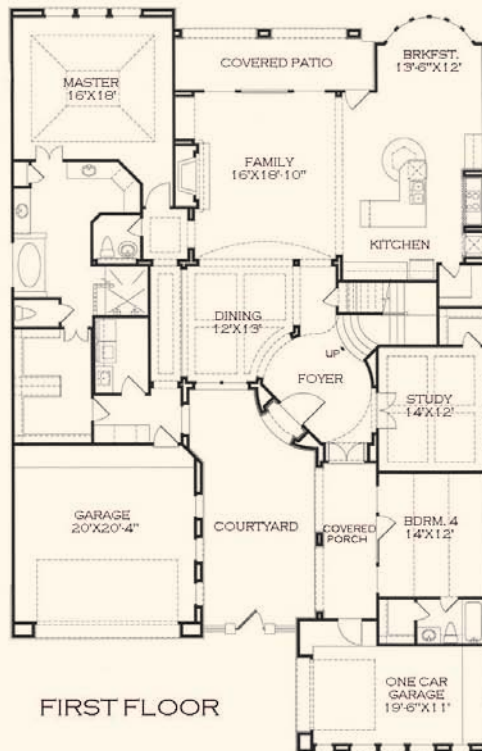 COVERED PATIO
BRKFST.
13'-6"X12'
MASTER
16'X18'
FAMILY
16'X18'-10"
KITCHEN
DINING
12'X13'
UP
FOYER
STUDY
14'X12'
GARAGE
20'X20'-4"
COURTYARD
COVERED
PORCH
BDRM. 4
14'X12'
ONE CAR
GARAGE
19'-6"X11'
FIRST FLOOR